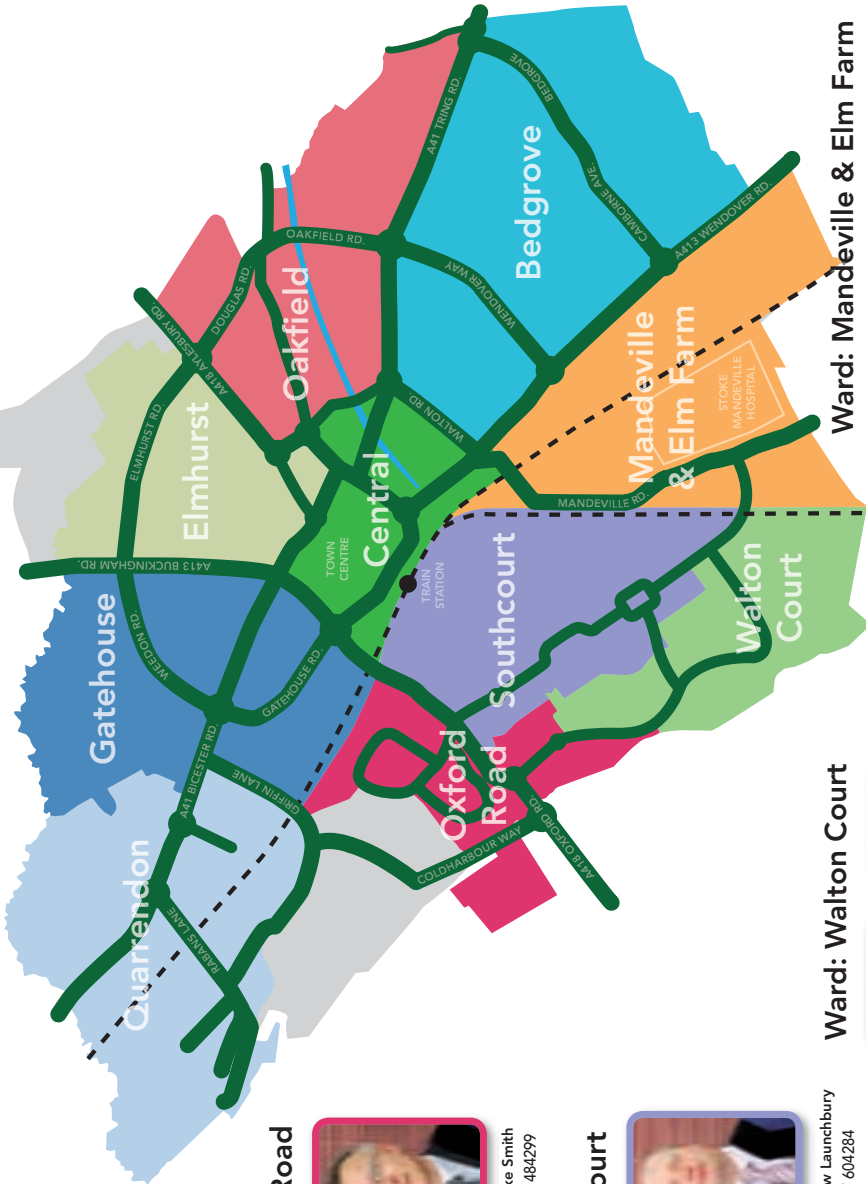 Quarrendon
Gatehouse
Elmhurst
Oakfield
Bedgrove
Central
Southcourt
Oxford
Road
Walton
Court
Mandeville
& Elm Farm
TOWN
CENTRE
TRAIN
STATION
STOKE
MANDEVILLE
HOSPITAL
RABANS LANE
A41 BICESTER RD.
GRIFFIN LANE
WEEDON RD.
GATEHOUSE RD.
A413 BUCKINGHAM RD.
ELMHURST RD.
A418 AYLESBURY RD.
DOUGLAS RD.
OAKFIELD RD.
A41 TRING RD.
BEDGROVE
CAMBORNE AVE.
WENDOVER WAY
A413 WENDOVER RD.
WALTON RD.
MANDEVILLE RD.
COLDHARBOUR WAY
A418 OXFORD RD.
Road
ke Smith
484299
ourt
w Launchbury
604284
Ward: Walton Court
Ward: Mandeville & Elm Farm